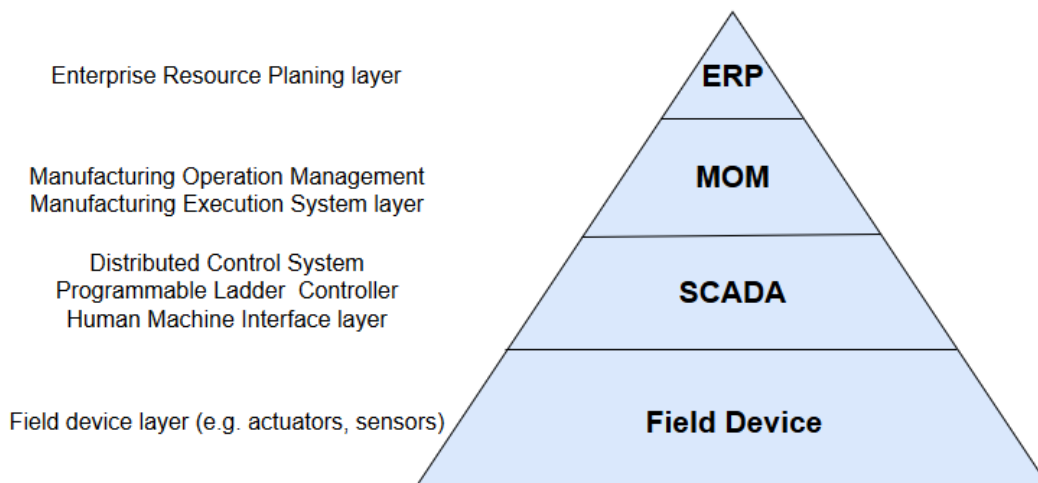 Enterprise Resource Planing layer
ERP
Manufacturing Operation Management
Manufacturing Execution System layer
MOM
Distributed Control System
Programmable Ladder  Controller
Human Machine Interface layer
SCADA
Field device layer (e.g. actuators, sensors)
Field Device